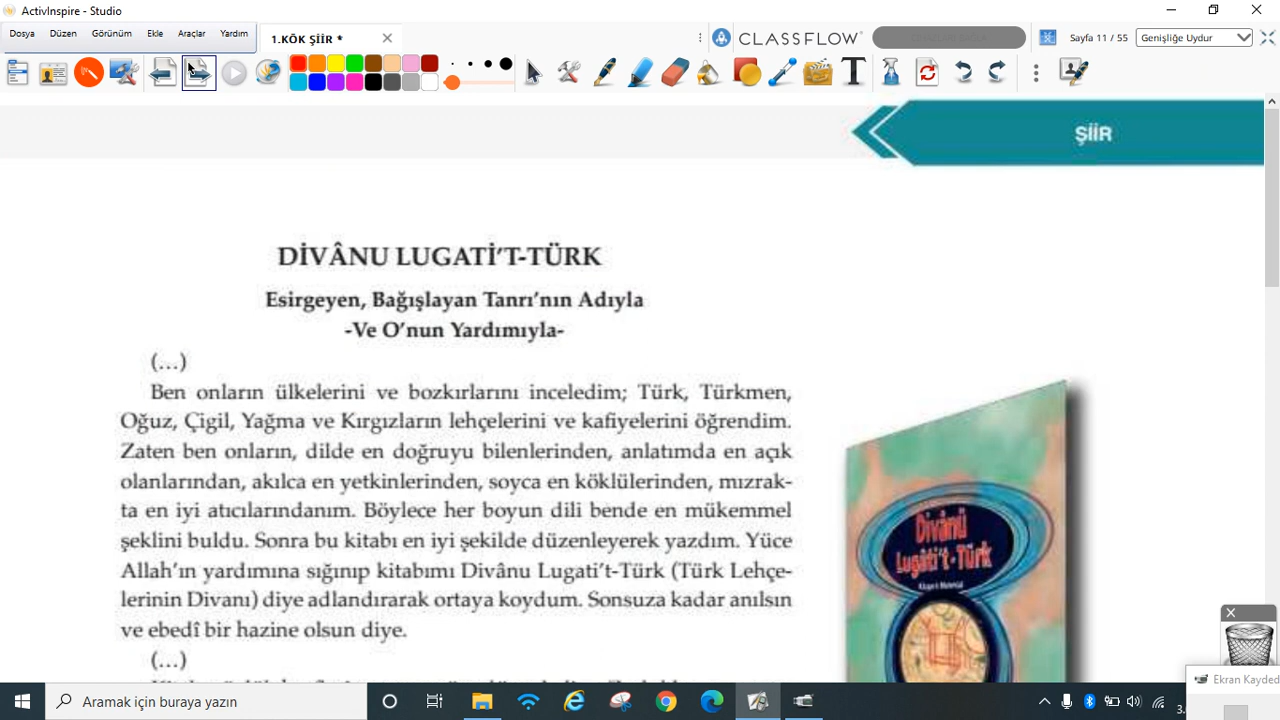 ActivInspire - Studio
Dosya Düzen Görünüm Ekle Araçlar Yardım
1.KÖK ŞİİR *
CLASSFLOW
Sayfa 11 / 55
Genişliğe Uydur
ŞİİR
DİVÂNU LUGATİ'T-TÜRK
Esirgeyen, Bağışlayan Tanrı'nın Adıyla
-Ve O'nun Yardımıyla-
(…)
Ben onların ülkelerini ve bozkırlarını inceledim; Türk, Türkmen,
Oğuz, Çigil, Yağma ve Kırgızların lehçelerini ve kafiyelerini öğrendim.
Zaten ben onların, dilde en doğruyu bilenlerinden, anlatımda en açık
olanlarından, akılca en yetkinlerinden, soyca en köklülerinden, mızrak-
ta en iyi atıcılarındanım. Böylece her boyun dili bende en mükemmel
şeklini buldu. Sonra bu kitabı en iyi şekilde düzenleyerek yazdım. Yüce
Allah'ın yardımına sığınıp kitabımı Divânu Lugati't-Türk (Türk Lehçe-
lerinin Divanı) diye adlandırarak ortaya koydum. Sonsuza kadar anılsın
ve ebedî bir hazine olsun diye.
(…)
Divânü
Lugâti't-Türk
Ekran Kayded
Aramak için buraya yazın
3.